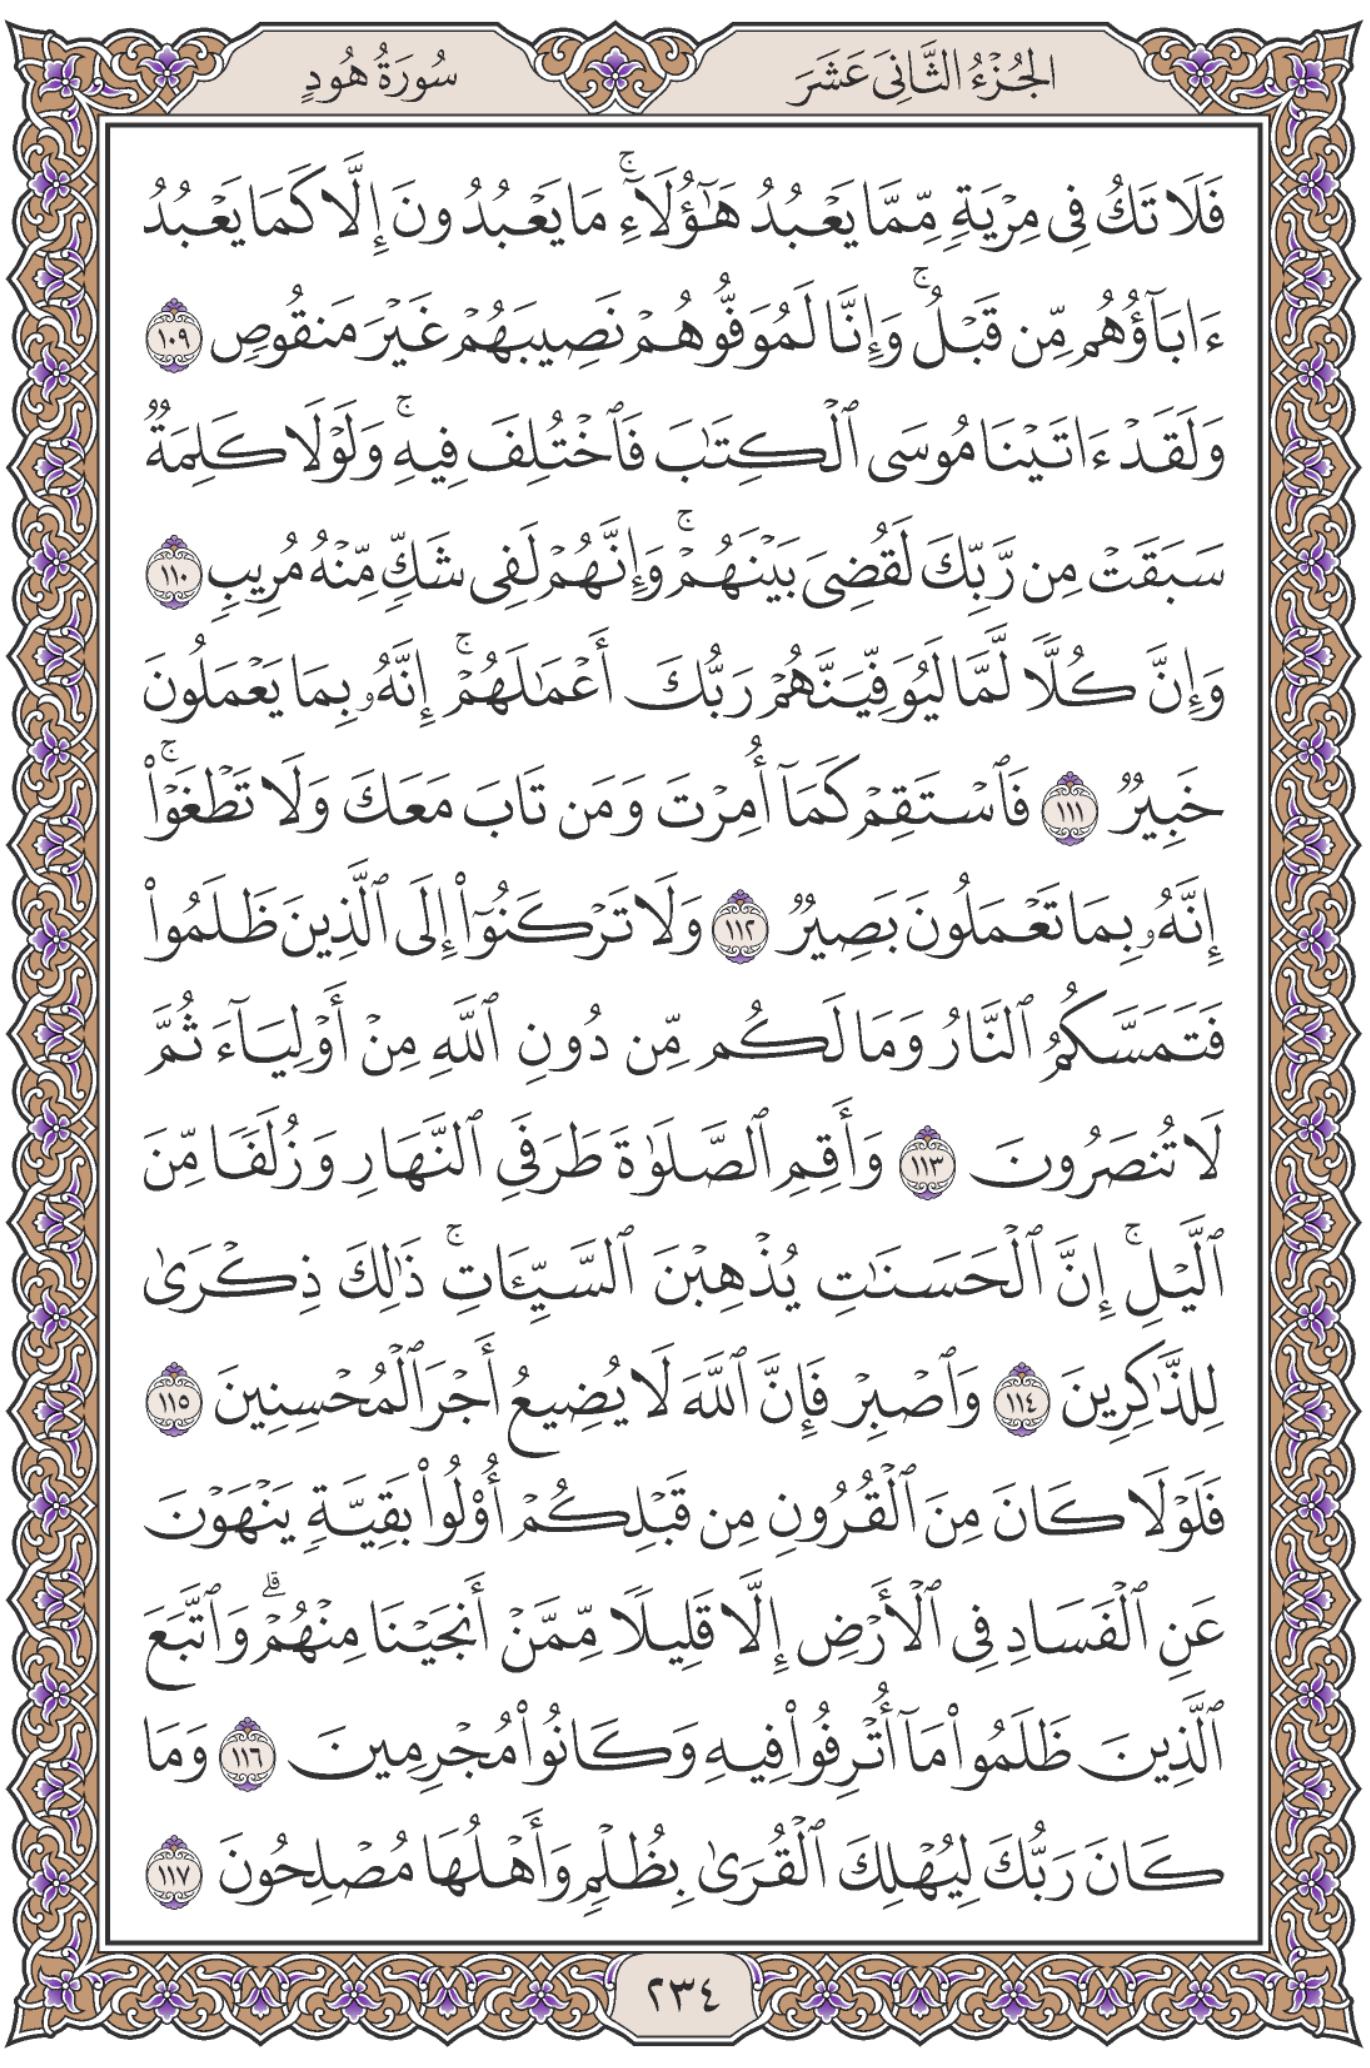 الجُزْءُ الثَّانِيَ عَشَرَ
سُورَةُ هُودٍ
فَلَا تَكُ فِى مِرْيَةٍ مِّمَّا يَعْبُدُ هَٰٓؤُلَآءِ ۚ مَا يَعْبُدُونَ إِلَّا كَمَا يَعْبُدُ
ءَابَآؤُهُم مِّن قَبْلُ ۚ وَإِنَّا لَمُوَفُّوهُمْ نَصِيبَهُمْ غَيْرَ مَنقُوصٍ ١٠٩
وَلَقَدْ ءَاتَيْنَا مُوسَى ٱلْكِتَٰبَ فَٱخْتُلِفَ فِيهِ ۚ وَلَوْلَا كَلِمَةٌ
سَبَقَتْ مِن رَّبِّكَ لَقُضِىَ بَيْنَهُمْ ۚ وَإِنَّهُمْ لَفِى شَكٍّ مِّنْهُ مُرِيبٍ ١١٠
وَإِنَّ كُلًّا لَّمَّا لَيُوَفِّيَنَّهُمْ رَبُّكَ أَعْمَٰلَهُمْ ۚ إِنَّهُۥ بِمَا يَعْمَلُونَ
خَبِيرٌ ١١١ فَٱسْتَقِمْ كَمَآ أُمِرْتَ وَمَن تَابَ مَعَكَ وَلَا تَطْغَوْا۟ ۚ
إِنَّهُۥ بِمَا تَعْمَلُونَ بَصِيرٌ ١١٢ وَلَا تَرْكَنُوٓا۟ إِلَى ٱلَّذِينَ ظَلَمُوا۟
فَتَمَسَّكُمُ ٱلنَّارُ وَمَا لَكُم مِّن دُونِ ٱللَّهِ مِنْ أَوْلِيَآءَ ثُمَّ
لَا تُنصَرُونَ ١١٣ وَأَقِمِ ٱلصَّلَوٰةَ طَرَفَىِ ٱلنَّهَارِ وَزُلَفًا مِّنَ
ٱلَّيْلِ ۚ إِنَّ ٱلْحَسَنَٰتِ يُذْهِبْنَ ٱلسَّيِّـَٔاتِ ۚ ذَٰلِكَ ذِكْرَىٰ
لِلذَّٰكِرِينَ ١١٤ وَٱصْبِرْ فَإِنَّ ٱللَّهَ لَا يُضِيعُ أَجْرَ ٱلْمُحْسِنِينَ ١١٥
فَلَوْلَا كَانَ مِنَ ٱلْقُرُونِ مِن قَبْلِكُمْ أُو۟لُوا۟ بَقِيَّةٍ يَنْهَوْنَ
عَنِ ٱلْفَسَادِ فِى ٱلْأَرْضِ إِلَّا قَلِيلًا مِّمَّنْ أَنجَيْنَا مِنْهُمْ ۗ وَٱتَّبَعَ
ٱلَّذِينَ ظَلَمُوا۟ مَآ أُتْرِفُوا۟ فِيهِ وَكَانُوا۟ مُجْرِمِينَ ١١٦ وَمَا
كَانَ رَبُّكَ لِيُهْلِكَ ٱلْقُرَىٰ بِظُلْمٍ وَأَهْلُهَا مُصْلِحُونَ ١١٧
٢٣٤